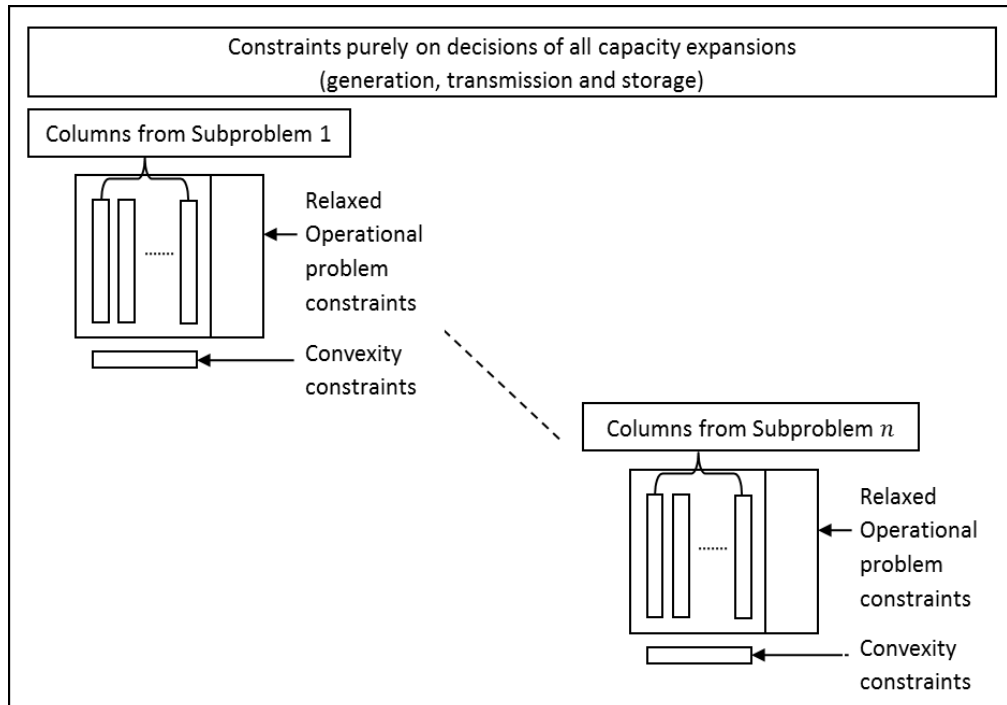 Constraints purely on decisions of all capacity expansions
(generation, transmission and storage)
Columns from Subproblem 1
Relaxed
Operational
problem
constraints
Convexity
constraints
Columns from Subproblem n
Relaxed
Operational
problem
constraints
Convexity
constraints